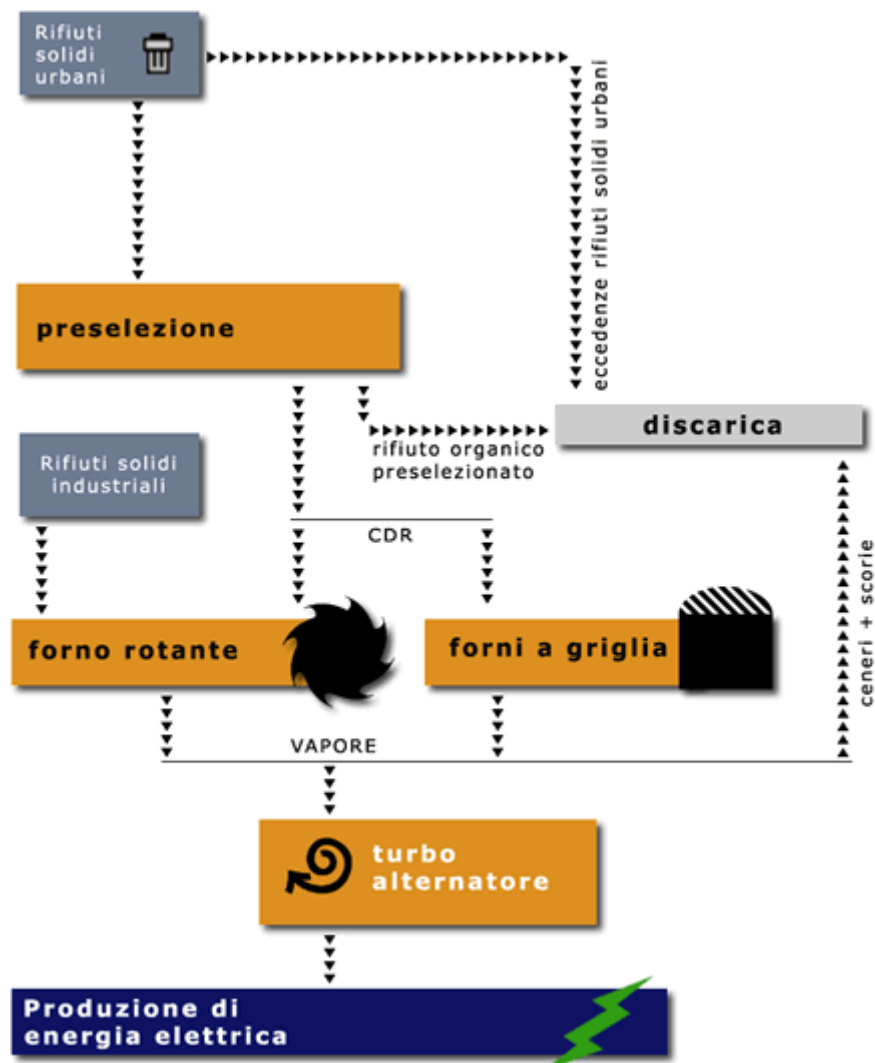 Rifiuti
solidi
urbani
eccedenze rifiuti solidi urbani
preselezione
discarica
rifiuto organico
preselezionato
Rifiuti solidi
industriali
CDR
ceneri + scorie
forno rotante
forni a griglia
VAPORE
turbo
alternatore
Produzione di
energia elettrica